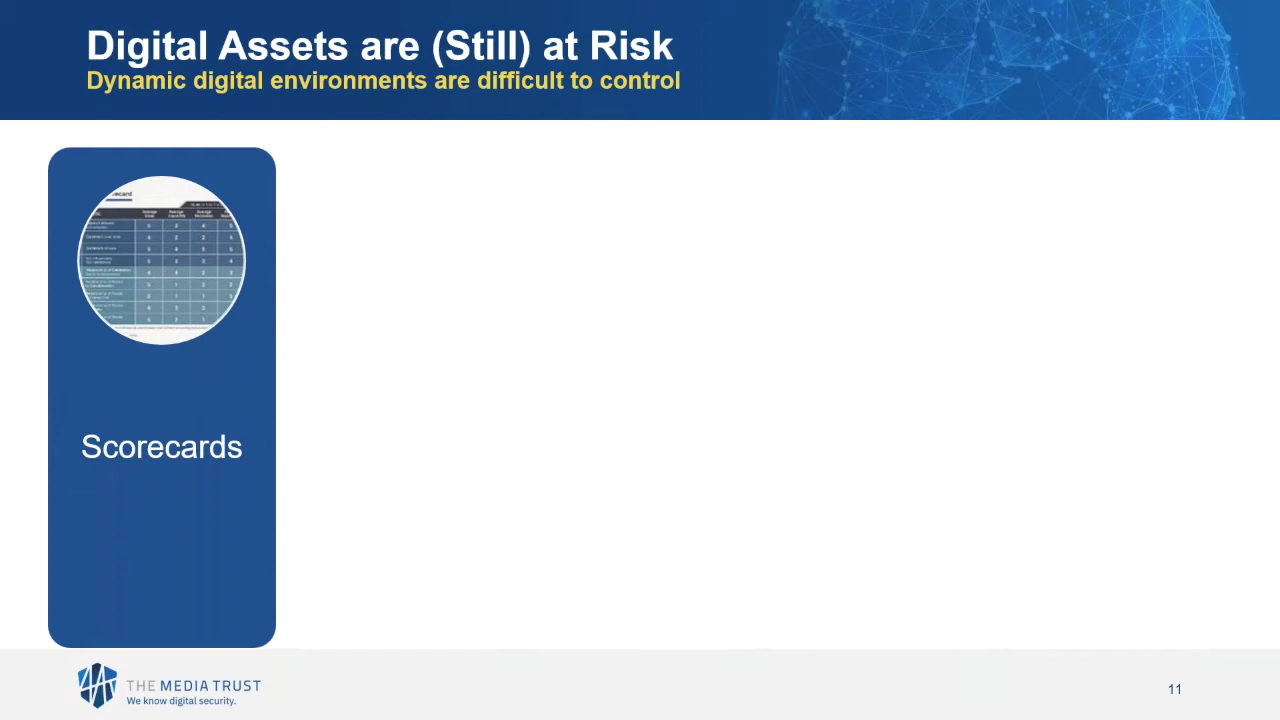 Digital Assets are (Still) at Risk
Dynamic digital environments are difficult to control
Scorecards
THE MEDIA TRUST
We know digital security.
11